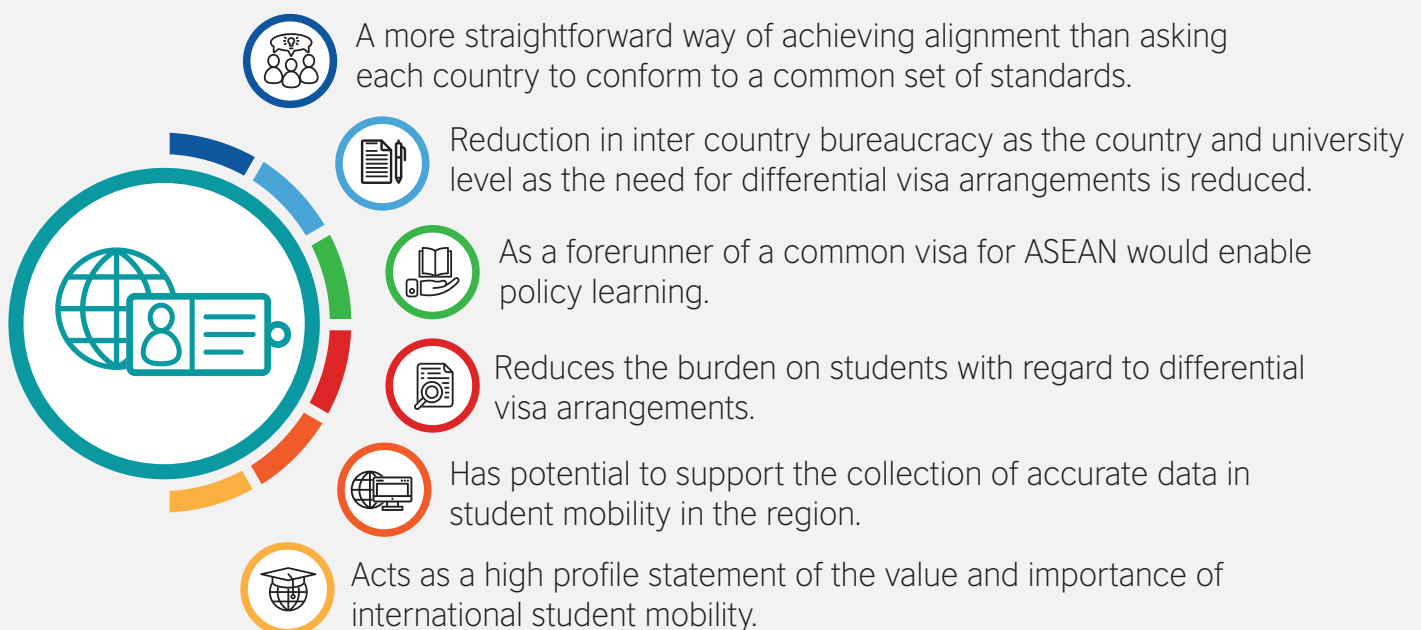 A more straightforward way of achieving alignment than asking
each country to conform to a common set of standards.
Reduction in inter country bureaucracy as the country and university
level as the need for differential visa arrangements is reduced.
As a forerunner of a common visa for ASEAN would enable
policy learning.
Reduces the burden on students with regard to differential
visa arrangements.
Has potential to support the collection of accurate data in
student mobility in the region.
Acts as a high profile statement of the value and importance of
international student mobility.